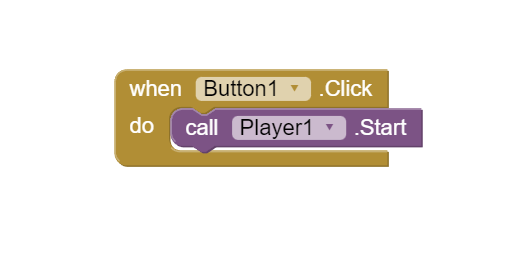 when Button1 .Click
do call Player1 .Start